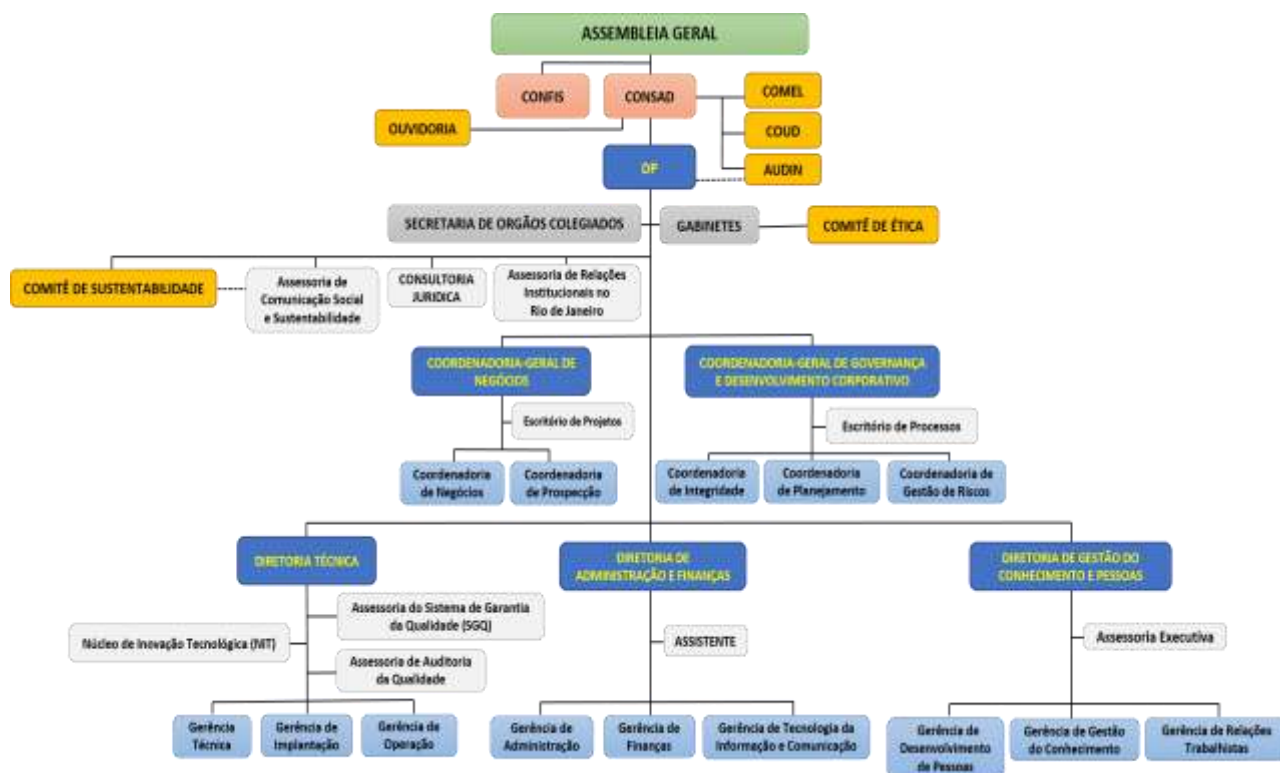 ASSEMBLEIA GERAL
CONFIS
CONSAD
COMEL
OUVIDORIA
COUD
DP
AUDIN
SECRETARIA DE ORGÃOS COLEGIADOS
GABINETES
COMITÊ DE ÉTICA
COMITÊ DE SUSTENTABILIDADE
Assessoria de
Comunicação Social
e Sustentabilidade
CONSULTORIA
JURIDICA
Assessoria de Relações
Institucionais no
Rio de Janeiro
COORDENADORIA-GERAL DE
NEGÓCIOS
COORDENADORIA-GERAL DE GOVERNANÇA
E DESENVOLVIMENTO CORPORATIVO
Escritório de Projetos
Escritório de Processos
Coordenadoria
de Negócios
Coordenadoria
de Prospecção
Coordenadoria
de Integridade
Coordenadoria
de Planejamento
Coordenadoria de
Gestão de Riscos
DIRETORIA TÉCNICA
DIRETORIA DE
ADMINISTRAÇÃO E FINANÇAS
DIRETORIA DE GESTÃO DO
CONHECIMENTO E PESSOAS
Assessoria do Sistema de Garantia
da Qualidade (SGQ)
Núcleo de Inovação Tecnológica (NIT)
ASSISTENTE
Assessoria Executiva
Assessoria de Auditoria
da Qualidade
Gerência
Técnica
Gerência de
Implantação
Gerência de
Operação
Gerência de
Administração
Gerência de
Finanças
Gerência de Tecnologia da
Informação e Comunicação
Gerência de
Desenvolvimento
de Pessoas
Gerência de Gestão
do Conhecimento
Gerência de Relações
Trabalhistas